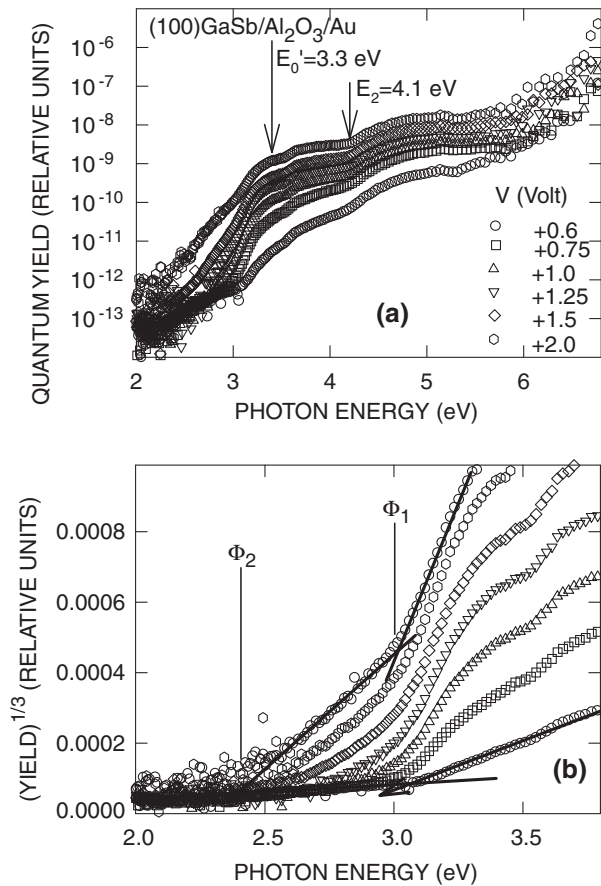 (100)GaSb/Al2O3/Au
E0'=3.3 eV
E2=4.1 eV
QUANTUM YIELD (RELATIVE UNITS)
10^-6
10^-7
10^-8
10^-9
10^-10
10^-11
10^-12
10^-13
V (Volt)
+0.6
+0.75
+1.0
+1.25
+1.5
+2.0
(a)
2 3 4 5 6
PHOTON ENERGY (eV)
(YIELD)^1/3 (RELATIVE UNITS)
0.0008
0.0006
0.0004
0.0002
0.0000
Φ1
Φ2
(b)
2.0 2.5 3.0 3.5
PHOTON ENERGY (eV)